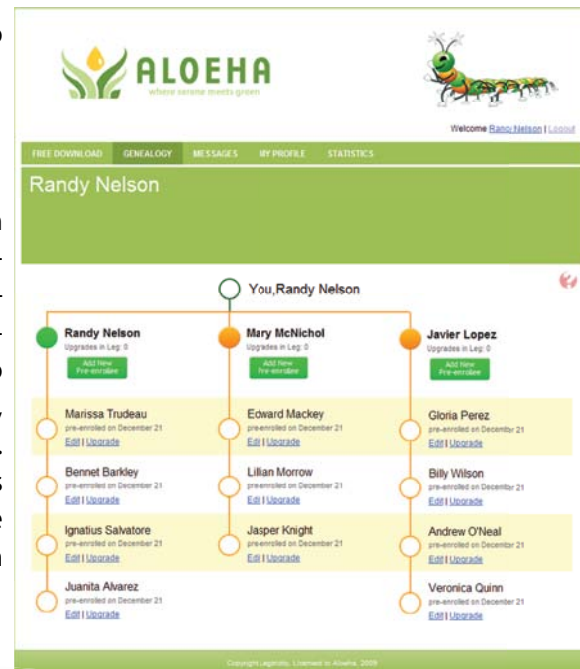 ALOEHA
where serene meets green
Welcome Randy Nelson | Logout
FREE DOWNLOAD GENEALOGY MESSAGES MY PROFILE STATISTICS
Randy Nelson
You,Randy Nelson
Randy Nelson
Upgrades in Leg: 0
Add New
Pre-enrollee
Mary McNichol
Upgrades in Leg: 0
Add New
Pre-enrollee
Javier Lopez
Upgrades in Leg: 0
Add New
Pre-enrollee
Marissa Trudeau
pre-enrolled on December 21
Edit | Upgrade
Edward Mackey
pre-enrolled on December 21
Edit | Upgrade
Gloria Perez
pre-enrolled on December 21
Edit | Upgrade
Bennet Barkley
pre-enrolled on December 21
Edit | Upgrade
Lillian Morrow
pre-enrolled on December 21
Edit | Upgrade
Billy Wilson
pre-enrolled on December 21
Edit | Upgrade
Ignatius Salvatore
pre-enrolled on December 21
Edit | Upgrade
Jasper Knight
pre-enrolled on December 21
Edit | Upgrade
Andrew O'Neal
pre-enrolled on December 21
Edit | Upgrade
Juanita Alvarez
pre-enrolled on December 21
Edit | Upgrade
Veronica Quinn
pre-enrolled on December 21
Edit | Upgrade
Licensed to Aloeha, 2009